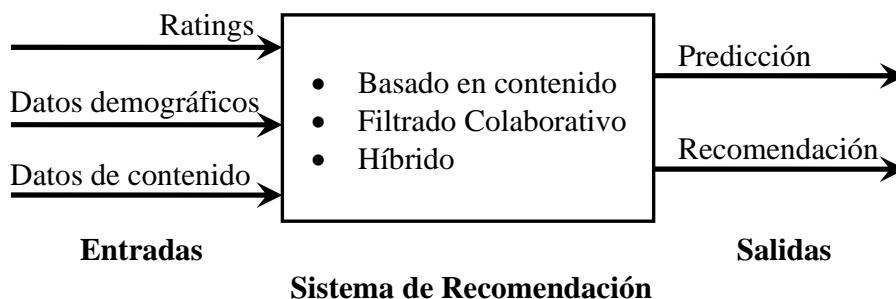 Ratings
Datos demográficos
Datos de contenido
Entradas
• Basado en contenido
• Filtrado Colaborativo
• Híbrido
Sistema de Recomendación
Predicción
Recomendación
Salidas